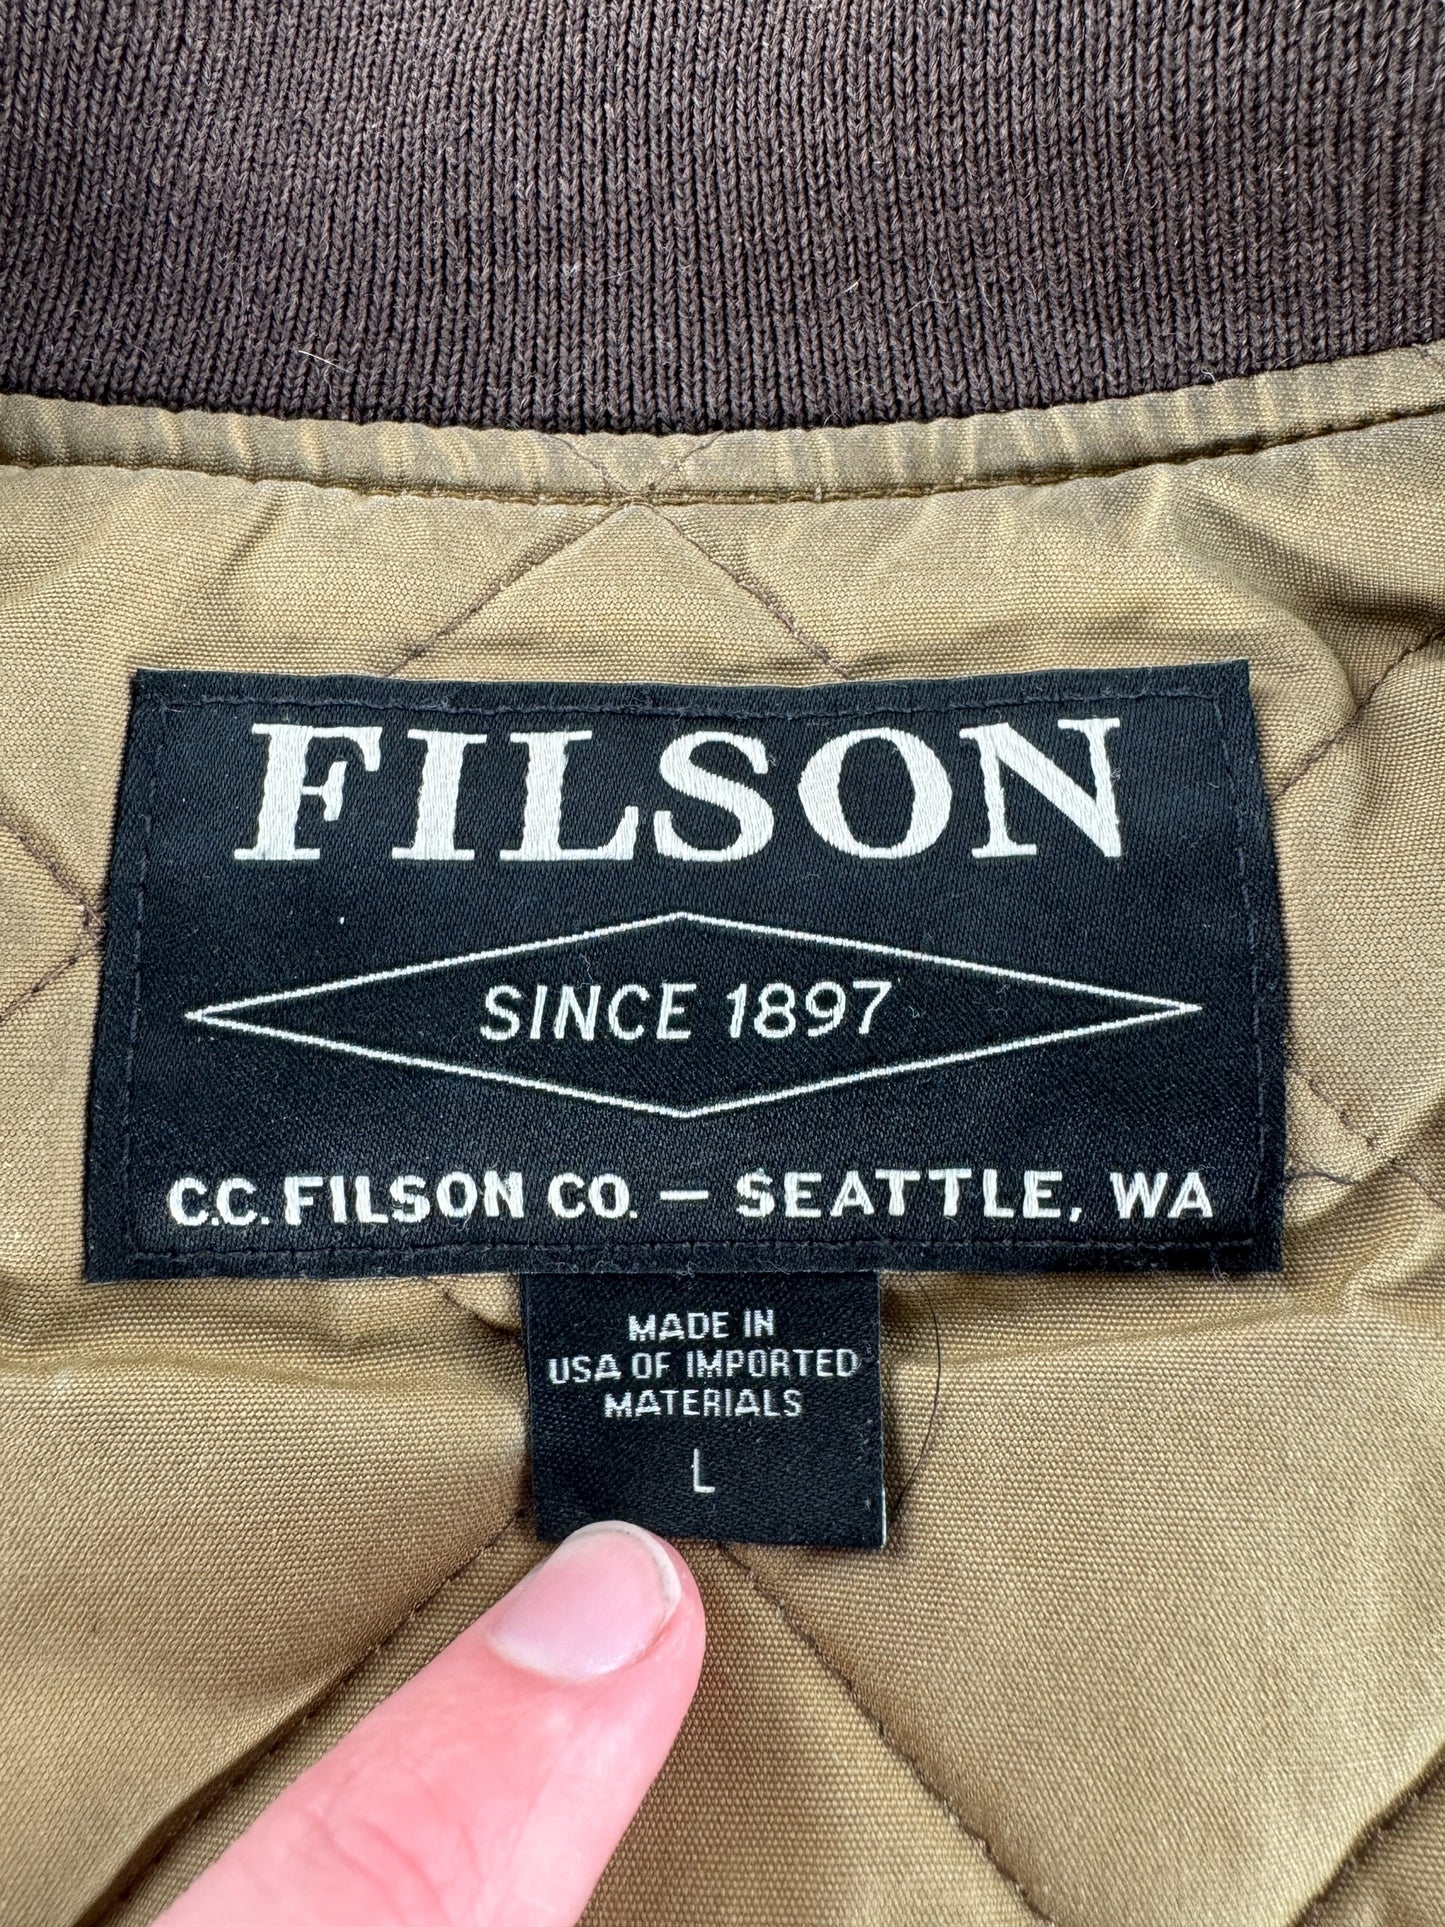 FILSON
SINCE 1897
C.C. FILSON CO. — SEATTLE, WA
MADE IN
USA OF IMPORTED
MATERIALS
L